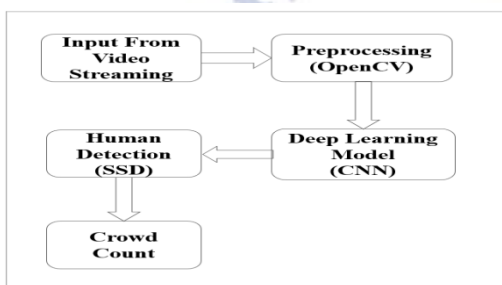 Input From
Video
Streaming
Preprocessing
(OpenCV)
Deep Learning
Model
(CNN)
Human
Detection
(SSD)
Crowd
Count